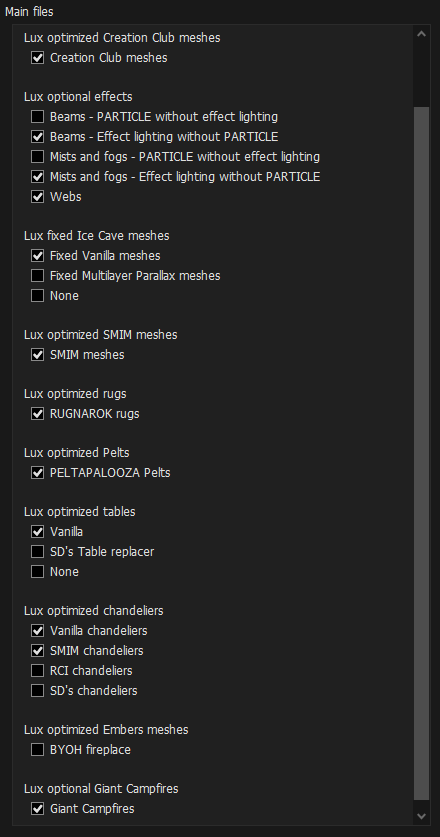 Main files
Lux optimized Creation Club meshes
Creation Club meshes
Lux optional effects
Beams - PARTICLE without effect lighting
Beams - Effect lighting without PARTICLE
Mists and fogs - PARTICLE without effect lighting
Mists and fogs - Effect lighting without PARTICLE
Webs
Lux fixed Ice Cave meshes
Fixed Vanilla meshes
Fixed Multilayer Parallax meshes
None
Lux optimized SMIM meshes
SMIM meshes
Lux optimized rugs
RUGNAROK rugs
Lux optimized Pelts
PELTAPALOOZA Pelts
Lux optimized tables
Vanilla
SD's Table replacer
None
Lux optimized chandeliers
Vanilla chandeliers
SMIM chandeliers
RCI chandeliers
SD's chandeliers
Lux optimized Embers meshes
BYOH fireplace
Lux optional Giant Campfires
Giant Campfires